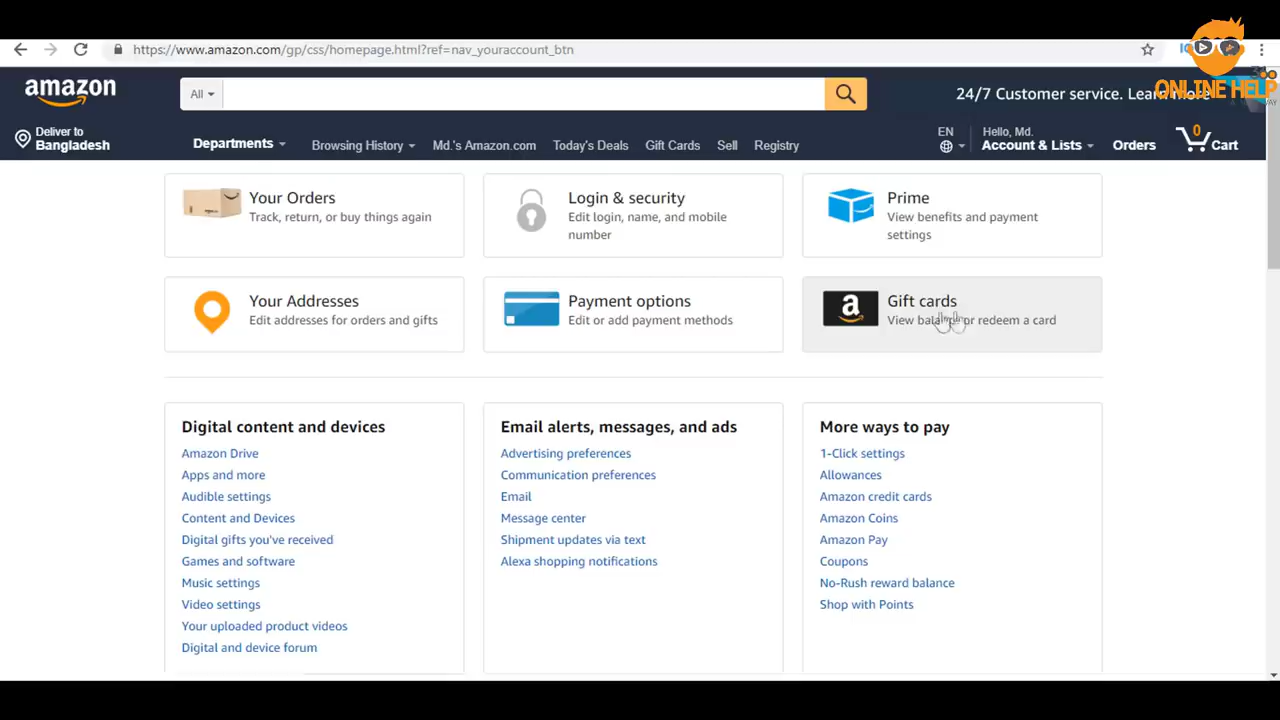 https://www.amazon.com/gp/css/homepage.html?ref=nav_youraccount_btn
ONLINE HELP
amazon
All
24/7 Customer service. Learn More
Deliver to
Bangladesh
Departments
Browsing History
Md.'s Amazon.com
Today's Deals
Gift Cards
Sell
Registry
EN
Hello, Md.
Account & Lists
Orders
0
Cart
Your Orders
Track, return, or buy things again
Login & security
Edit login, name, and mobile
number
Prime
View benefits and payment
settings
Your Addresses
Edit addresses for orders and gifts
Payment options
Edit or add payment methods
a
Gift cards
View balance or redeem a card
Digital content and devices
Amazon Drive
Apps and more
Audible settings
Content and Devices
Digital gifts you've received
Games and software
Music settings
Video settings
Your uploaded product videos
Digital and device forum
Email alerts, messages, and ads
Advertising preferences
Communication preferences
Email
Message center
Shipment updates via text
Alexa shopping notifications
More ways to pay
1-Click settings
Allowances
Amazon credit cards
Amazon Coins
Amazon Pay
Coupons
No-Rush reward balance
Shop with Points